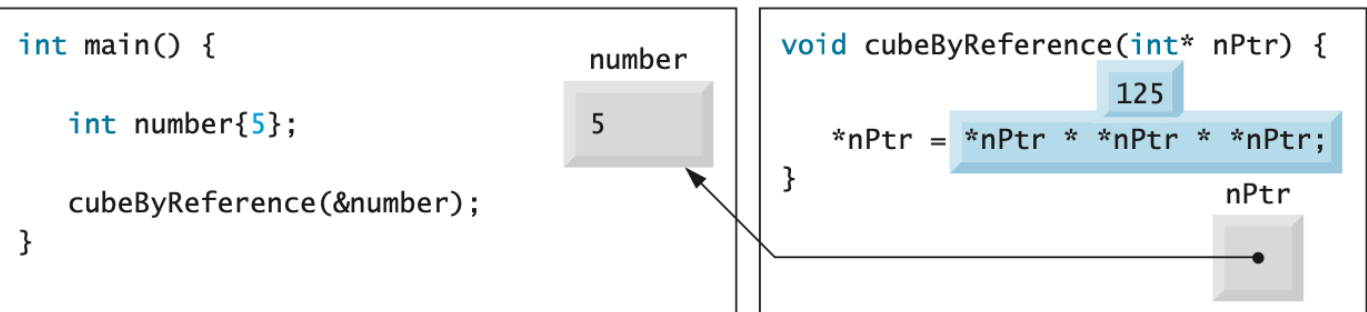 int main() {
number
int number{5};
5
cubeByReference(&number);
}
void cubeByReference(int* nPtr) {
125
*nPtr = *nPtr * *nPtr * *nPtr;
}
nPtr